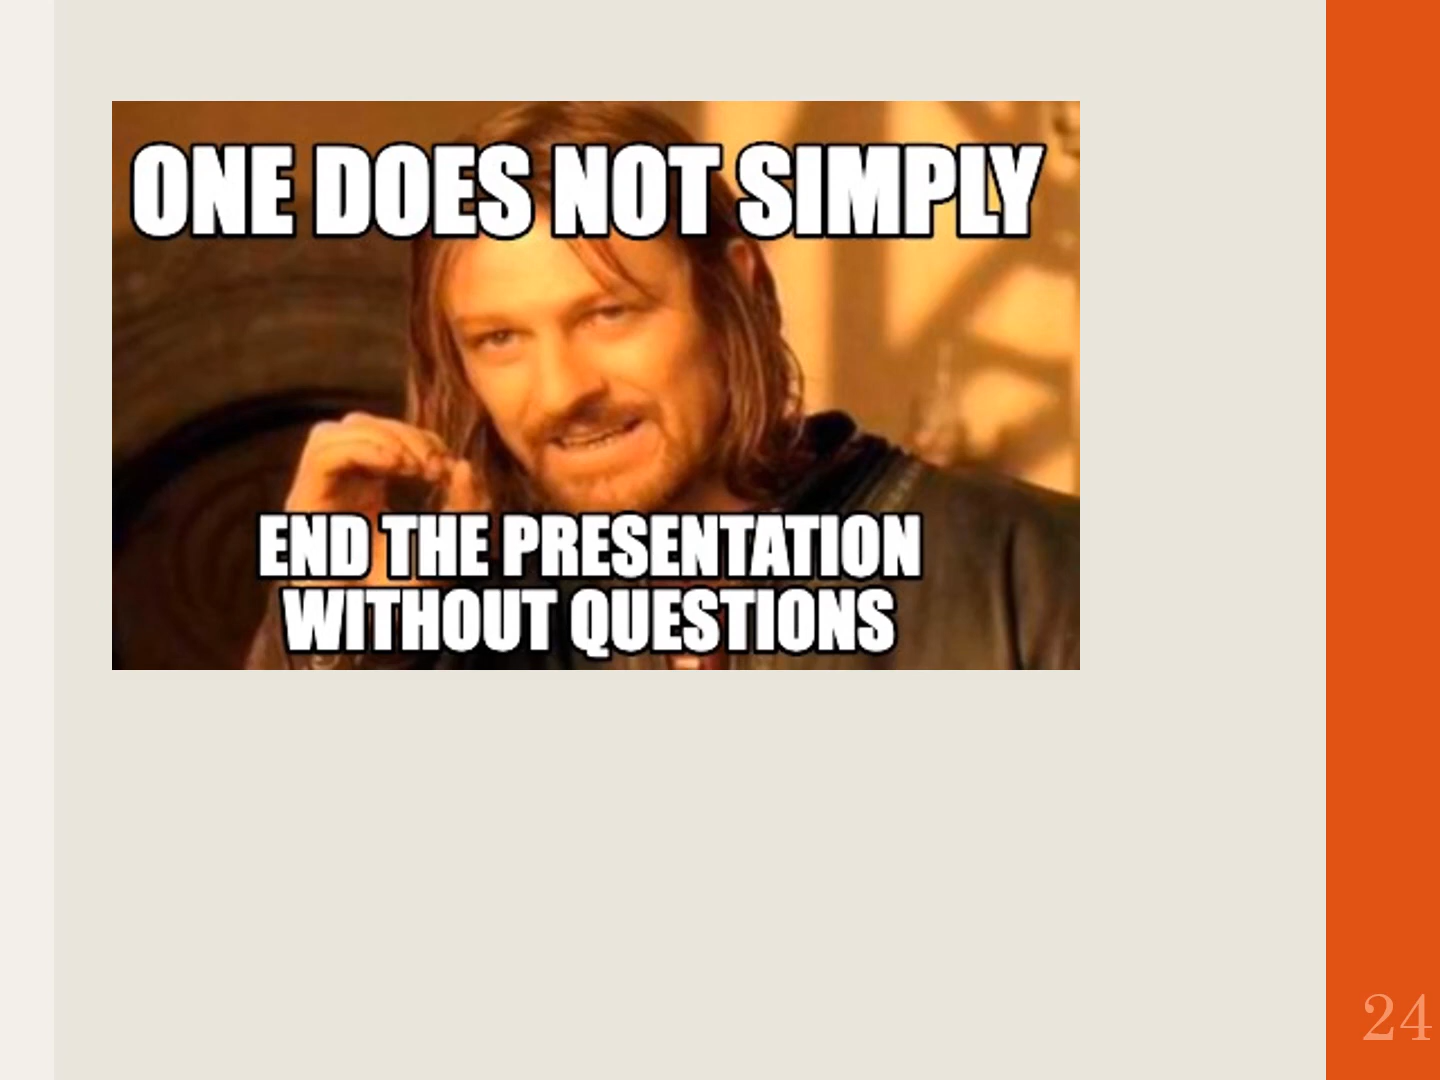 ONE DOES NOT SIMPLY
END THE PRESENTATION
WITHOUT QUESTIONS
24